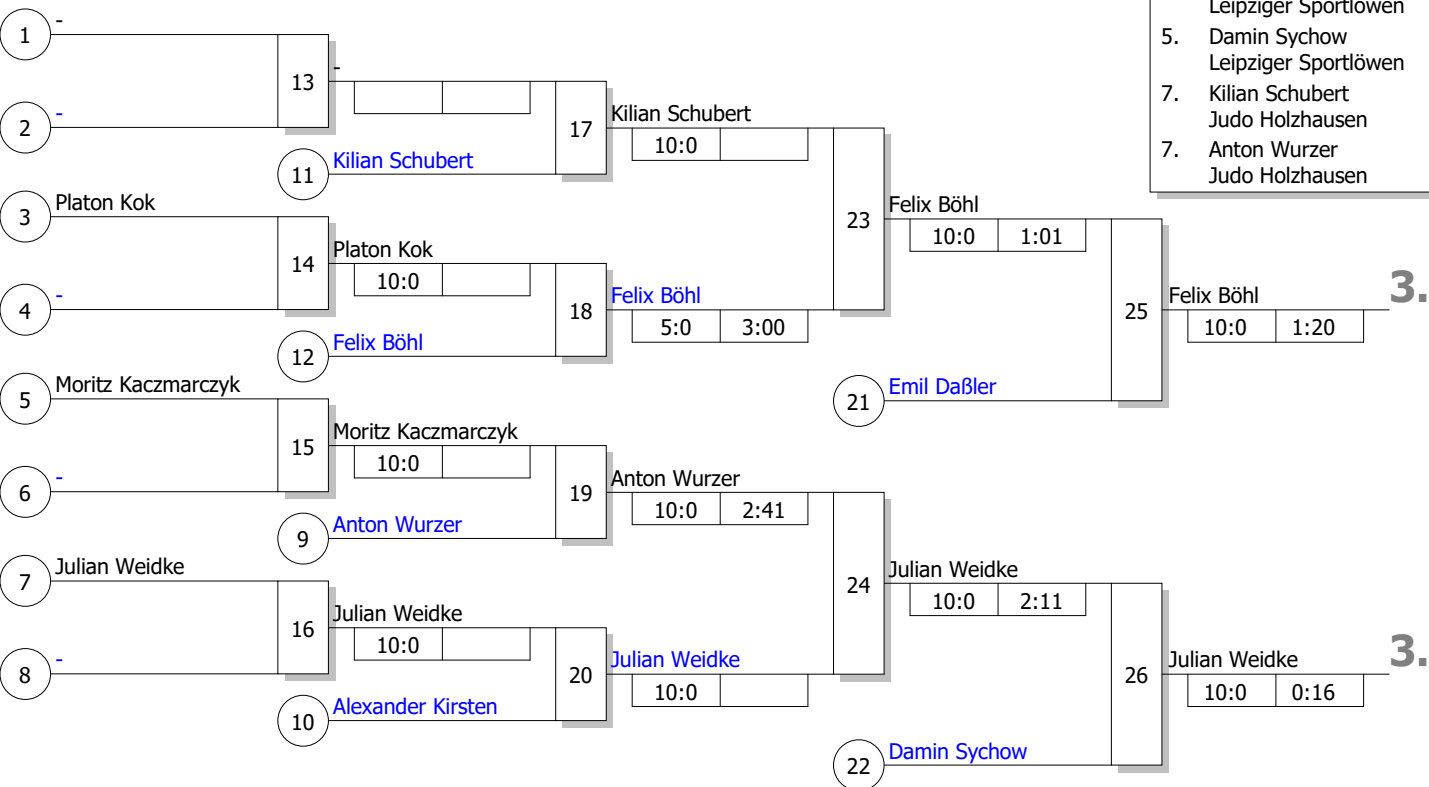 Leipziger Sportlöwen
5. Damin Sychow
Leipziger Sportlöwen
7. Kilian Schubert
Judo Holzhausen
7. Anton Wurzer
Judo Holzhausen
1 -
13 -
2 -
17 Kilian Schubert
10:0
11 Kilian Schubert
3 Platon Kok
23 Felix Böhl
10:0 1:01
14 Platon Kok
10:0
4 -
18 Felix Böhl
5:0 3:00
12 Felix Böhl
25 Felix Böhl 3.
10:0 1:20
5 Moritz Kaczmarczyk
21 Emil Daßler
15 Moritz Kaczmarczyk
10:0
6 -
19 Anton Wurzer
10:0 2:41
9 Anton Wurzer
7 Julian Weidke
24 Julian Weidke
10:0 2:11
16 Julian Weidke
10:0
8 -
20 Julian Weidke
10:0
10 Alexander Kirsten
26 Julian Weidke 3.
10:0 0:16
22 Damin Sychow